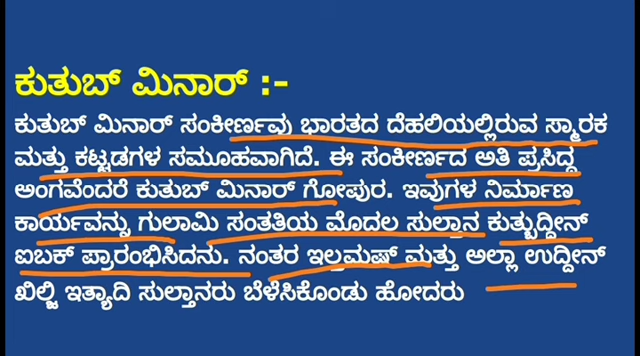 ಕುತುಬ್ ಮಿನಾರ್ :-
ಕುತುಬ್ ಮಿನಾರ್ ಸಂಕೀರ್ಣವು ಭಾರತದ ದೆಹಲಿಯಲ್ಲಿರುವ ಸ್ಮಾರಕ
ಮತ್ತು ಕಟ್ಟಡಗಳ ಸಮೂಹವಾಗಿದೆ. ಈ ಸಂಕೀರ್ಣದ ಅತಿ ಪ್ರಸಿದ್ಧ
ಅಂಗವೆಂದರೆ ಕುತುಬ್ ಮಿನಾರ್ ಗೋಪುರ. ಇವುಗಳ ನಿರ್ಮಾಣ
ಕಾರ್ಯವನ್ನು ಗುಲಾಮಿ ಸಂತತಿಯ ಮೊದಲ ಸುಲ್ತಾನ ಕುತ್ಬುದ್ದೀನ್
ಐಬಕ್ ಪ್ರಾರಂಭಿಸಿದನು. ನಂತರ ಇಲ್ತಮಷ್ ಮತ್ತು ಅಲ್ಲಾ ಉದ್ದೀನ್
ಖಿಲ್ಜಿ ಇತ್ಯಾದಿ ಸುಲ್ತಾನರು ಬೆಳೆಸಿಕೊಂಡು ಹೋದರು